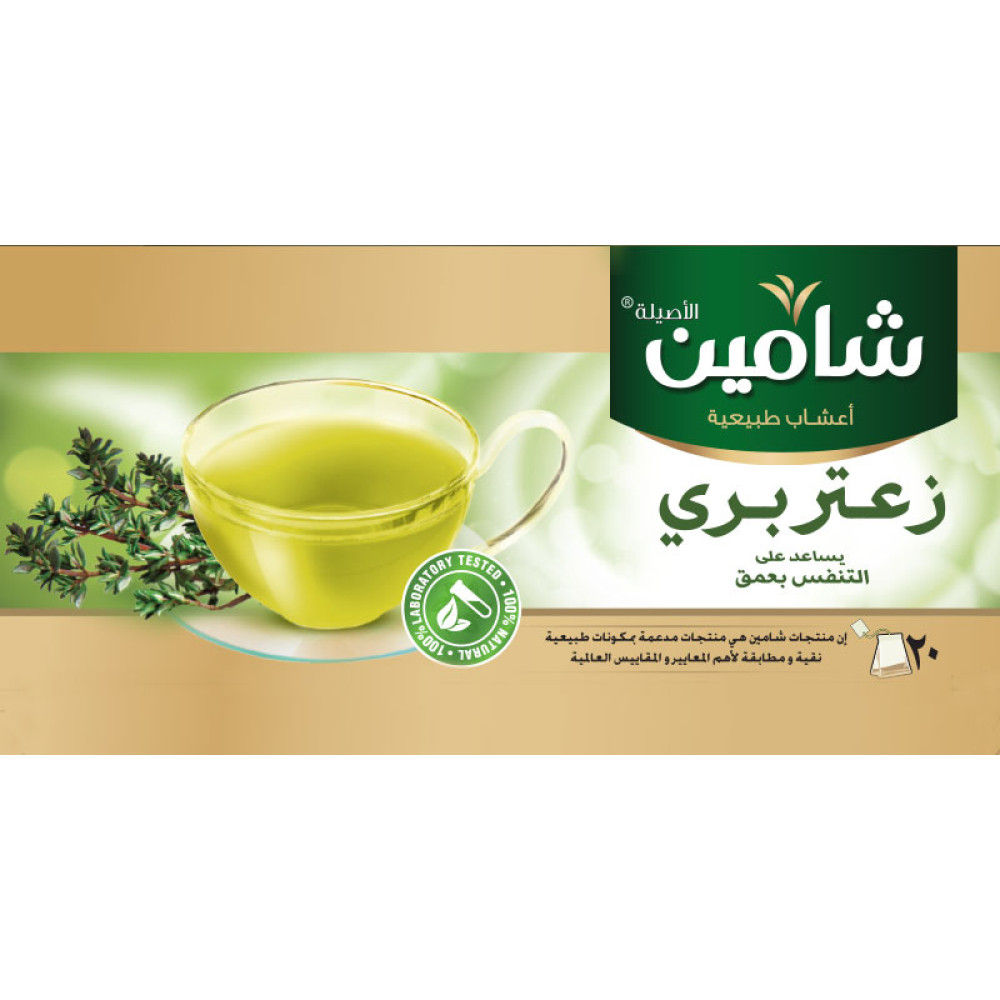 شامين
الأصيلة®
أعشاب طبيعية
زعتر بري
يساعد على
التنفس بعمق
100% LABORATORY TESTED • 100% NATURAL •
إن منتجات شامين هي منتجات مدعمة بمكونات طبيعية
نقية و مطابقة لأهم المعايير و المقاييس العالمية
٢٠